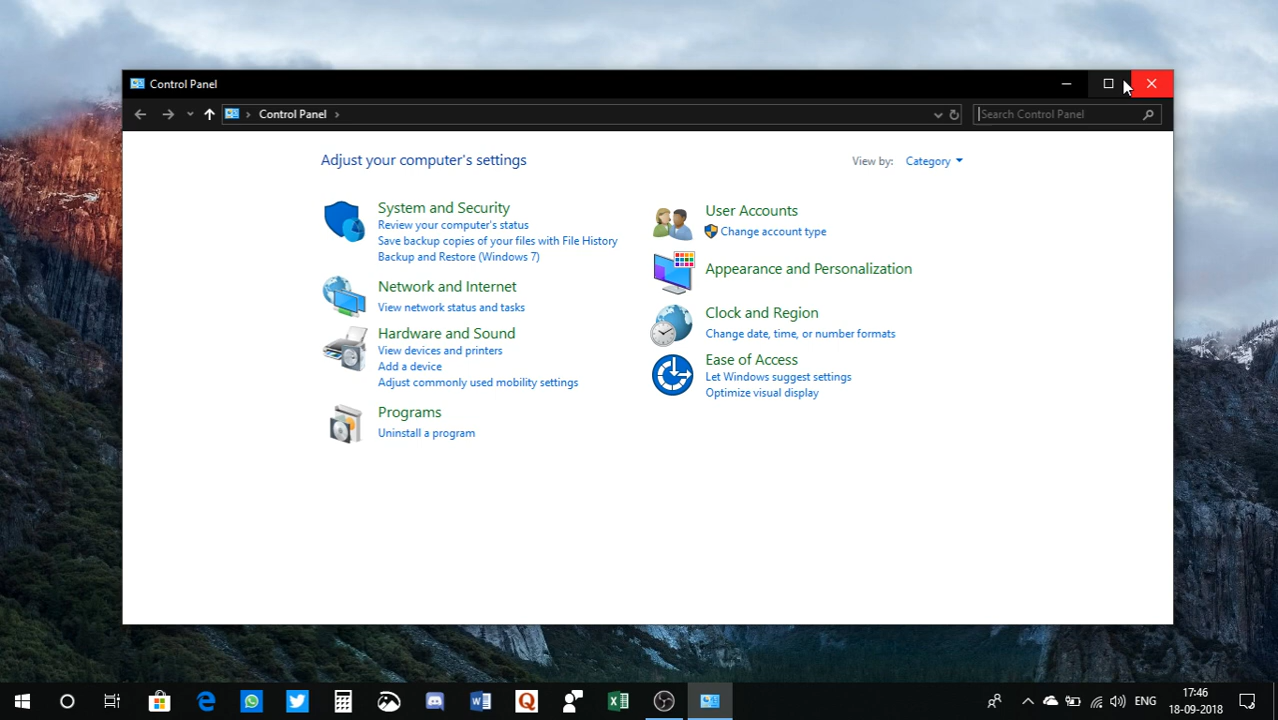 Control Panel
Control Panel
Search Control Panel
Adjust your computer's settings
View by: Category
System and Security
Review your computer's status
Save backup copies of your files with File History
Backup and Restore (Windows 7)
Network and Internet
View network status and tasks
Hardware and Sound
View devices and printers
Add a device
Adjust commonly used mobility settings
Programs
Uninstall a program
User Accounts
Change account type
Appearance and Personalization
Clock and Region
Change date, time, or number formats
Ease of Access
Let Windows suggest settings
Optimize visual display
ENG
17:46
18-09-2018